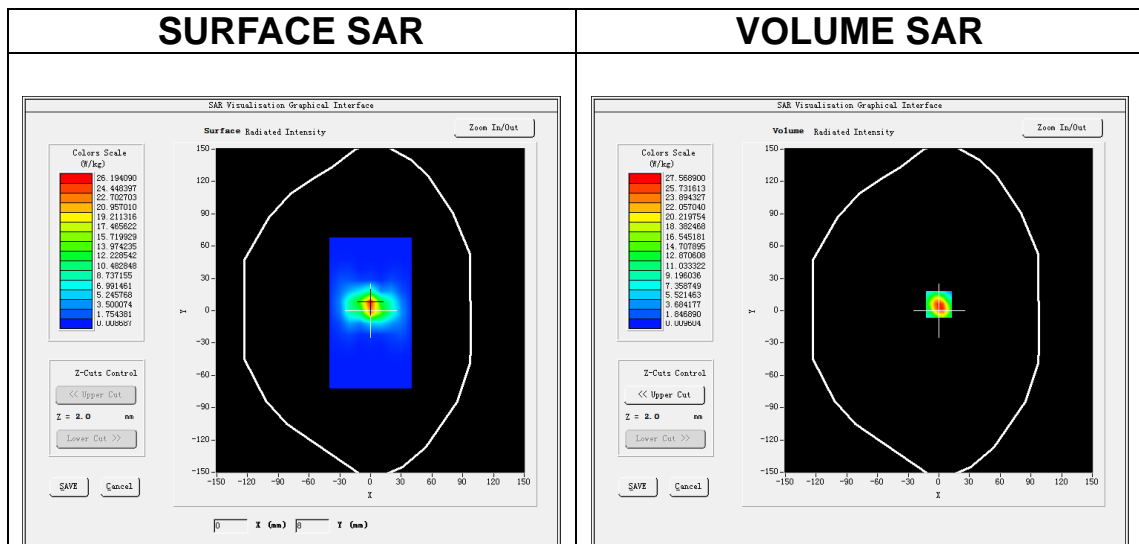 SURFACE SAR
VOLUME SAR
SAR Visualisation Graphical Interface
Surface Radiated Intensity
Zoom In/Out
Colors Scale
(W/kg)
26.194090
24.448397
22.702703
20.957010
19.211316
17.465622
15.719929
13.974235
12.228542
10.482848
8.737155
6.991461
5.245768
3.500074
1.754381
0.008687
150
120
90
60
30
0
-30
-60
-90
-120
-150
Y
-150 -120 -90 -60 -30 0 30 60 90 120 150
X
Z-Cuts Control
<< Upper Cut
Z = 2.0 mm
Lower Cut >>
SAVE Cancel
0 X (mm) 8 Y (mm)
SAR Visualisation Graphical Interface
Volume Radiated Intensity
Zoom In/Out
Colors Scale
(W/kg)
27.568900
25.731613
23.894327
22.057040
20.219754
18.382468
16.545181
14.707895
12.870608
11.033322
9.196036
7.358749
5.521463
3.684177
1.846890
0.009604
150
120
90
60
30
0
-30
-60
-90
-120
-150
Y
-150 -120 -90 -60 -30 0 30 60 90 120 150
X
Z-Cuts Control
<< Upper Cut
Z = 2.0 mm
Lower Cut >>
SAVE Cancel